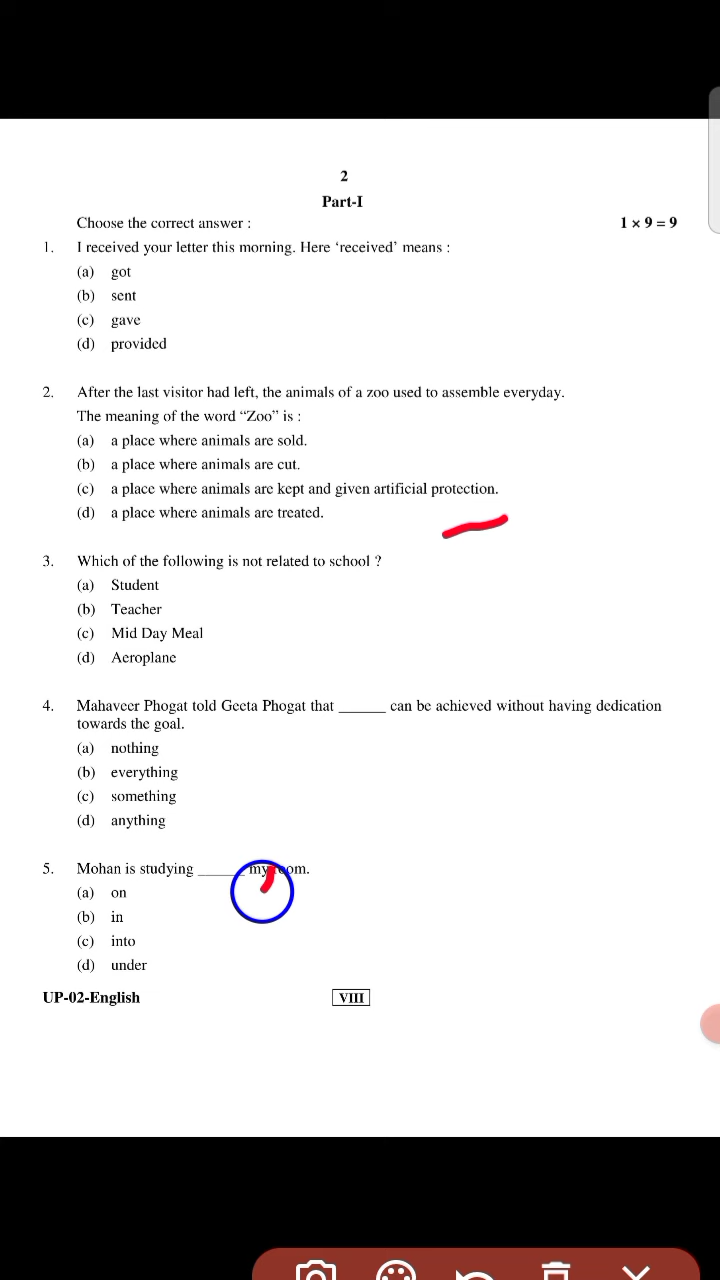 2
Part-I
Choose the correct answer : 1 × 9 = 9
1. I received your letter this morning. Here ‘received’ means :
(a) got
(b) sent
(c) gave
(d) provided
2. After the last visitor had left, the animals of a zoo used to assemble everyday.
The meaning of the word “Zoo” is :
(a) a place where animals are sold.
(b) a place where animals are cut.
(c) a place where animals are kept and given artificial protection.
(d) a place where animals are treated.
3. Which of the following is not related to school ?
(a) Student
(b) Teacher
(c) Mid Day Meal
(d) Aeroplane
4. Mahaveer Phogat told Geeta Phogat that ______ can be achieved without having dedication
towards the goal.
(a) nothing
(b) everything
(c) something
(d) anything
5. Mohan is studying ______ my room.
(a) on
(b) in
(c) into
(d) under
UP-02-English VIII